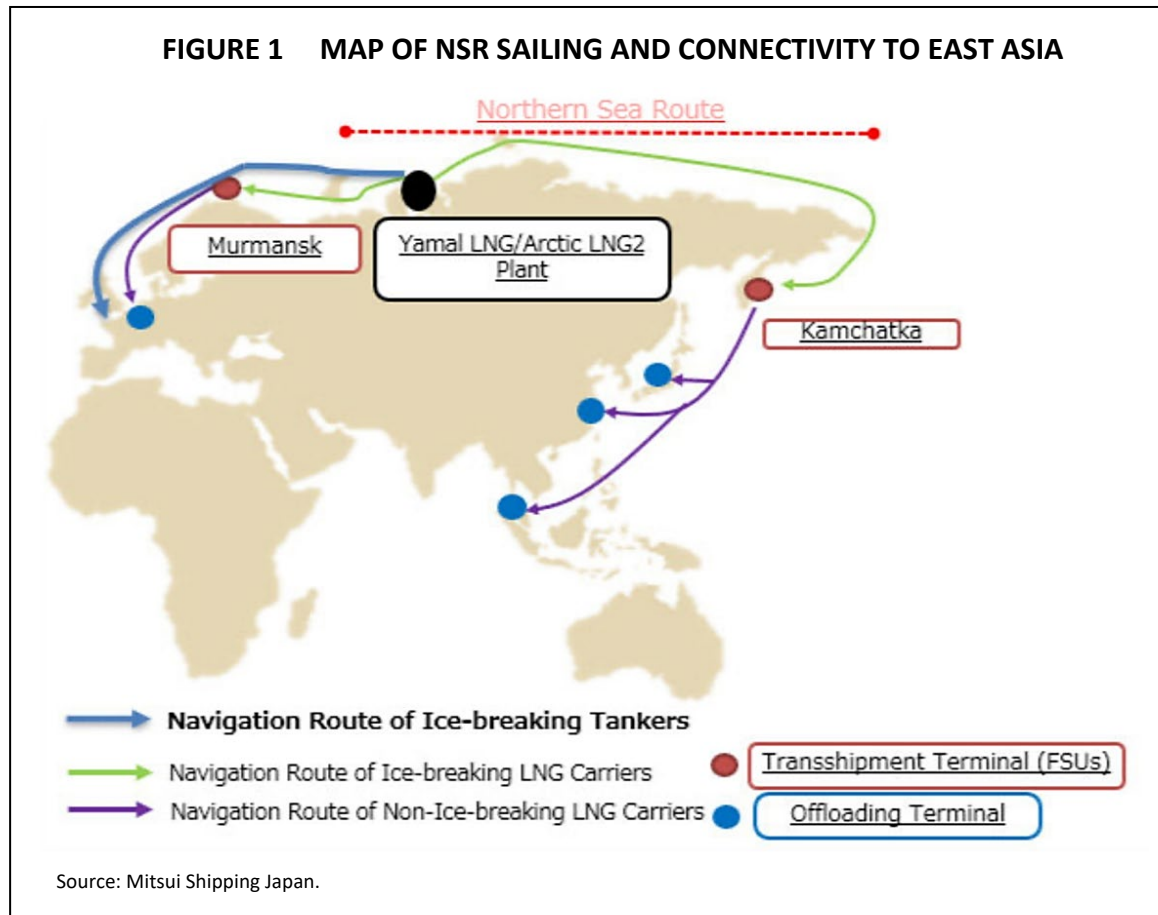 FIGURE 1 MAP OF NSR SAILING AND CONNECTIVITY TO EAST ASIA
Northern Sea Route
Murmansk
Yamal LNG/Arctic LNG2
Plant
Kamchatka
Navigation Route of Ice-breaking Tankers
Navigation Route of Ice-breaking LNG Carriers
Navigation Route of Non-Ice-breaking LNG Carriers
Transshipment Terminal (FSUs)
Offloading Terminal
Source: Mitsui Shipping Japan.